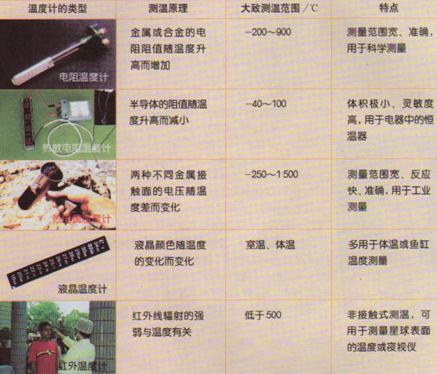 温度计的类型
测温原理
大致测温范围／℃
特点
电阻温度计
金属或合金的电
阻阻值随温度升
高而增加
-200~900
测量范围宽、准确,
用于科学测量
热敏电阻温度计
半导体的阻值随温
度升高而减小
-40~100
体积极小、灵敏度
高,用于电器中的恒
温器
热电偶温度计
两种不同金属接
触面的电压随温
度差而变化
-250~1500
测量范围宽、反应
快、准确,用于工业
测量
液晶温度计
液晶颜色随温度
的变化而变化
室温、体温
多用于体温或鱼缸
温度测量
红外温度计
红外线辐射的强
弱与温度有关
低于500
非接触式测温,可
用于测量星球表面
的温度或夜视仪